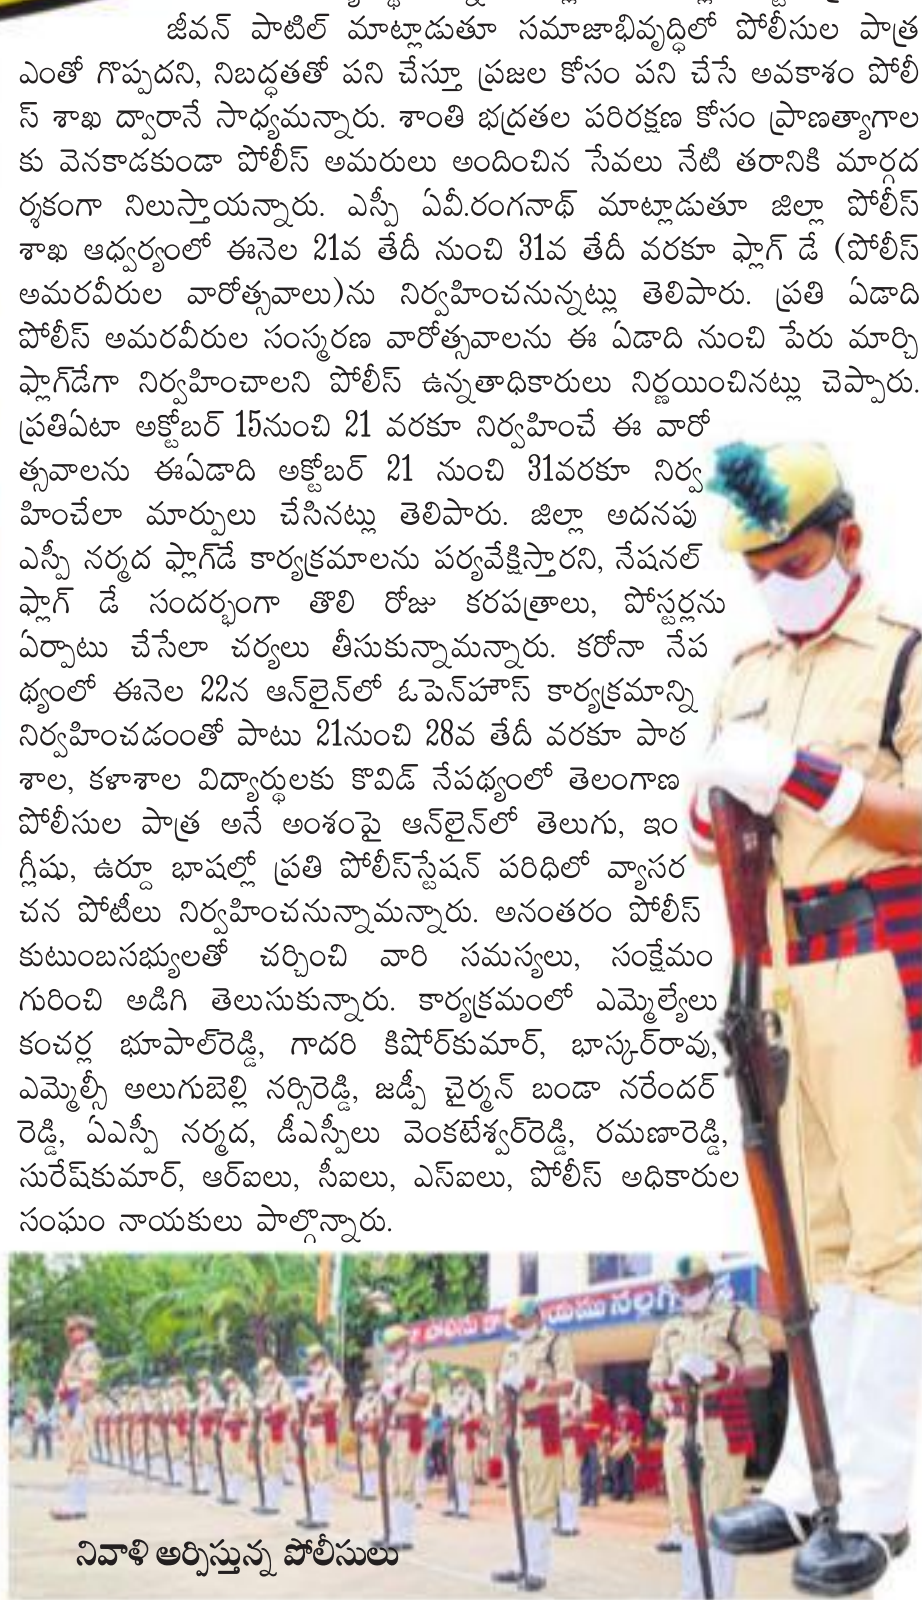 జీవన్ పాటిల్ మాట్లాడుతూ సమాజాభివృద్ధిలో పోలీసుల పాత్ర
ఎంతో గొప్పదని, నిబద్ధతతో పని చేస్తూ ప్రజల కోసం పని చేసే అవకాశం పోలీ
స్ శాఖ ద్వారానే సాధ్యమన్నారు. శాంతి భద్రతల పరిరక్షణ కోసం ప్రాణత్యాగాల
కు వెనకాడకుండా పోలీస్ అమరులు అందించిన సేవలు నేటి తరానికి మార్గద
ర్శకంగా నిలుస్తాయన్నారు. ఎస్పీ ఏవీ.రంగనాథ్ మాట్లాడుతూ జిల్లా పోలీస్
శాఖ ఆధ్వర్యంలో ఈనెల 21వ తేదీ నుంచి 31వ తేదీ వరకూ ఫ్లాగ్ డే (పోలీస్
అమరవీరుల వారోత్సవాలు)ను నిర్వహించనున్నట్లు తెలిపారు. ప్రతి ఏడాది
పోలీస్ అమరవీరుల సంస్మరణ వారోత్సవాలను ఈ ఏడాది నుంచి పేరు మార్చి
ఫ్లాగ్‌డేగా నిర్వహించాలని పోలీస్ ఉన్నతాధికారులు నిర్ణయించినట్లు చెప్పారు.
ప్రతిఏటా అక్టోబర్ 15నుంచి 21 వరకూ నిర్వహించే ఈ వారో
త్సవాలను ఈఏడాది అక్టోబర్ 21 నుంచి 31వరకూ నిర్వ
హించేలా మార్పులు చేసినట్లు తెలిపారు. జిల్లా అదనపు
ఎస్పీ నర్మద ఫ్లాగ్‌డే కార్యక్రమాలను పర్యవేక్షిస్తారని, నేషనల్
ఫ్లాగ్ డే సందర్భంగా తొలి రోజు కరపత్రాలు, పోస్టర్లను
ఏర్పాటు చేసేలా చర్యలు తీసుకున్నామన్నారు. కరోనా నేప
థ్యంలో ఈనెల 22న ఆన్‌లైన్‌లో ఓపెన్‌హౌస్ కార్యక్రమాన్ని
నిర్వహించడంంతో పాటు 21నుంచి 28వ తేదీ వరకూ పాఠ
శాల, కళాశాల విద్యార్థులకు కొవిడ్ నేపథ్యంలో తెలంగాణ
పోలీసుల పాత్ర అనే అంశంపై ఆన్‌లైన్‌లో తెలుగు, ఇం
గ్లీషు, ఉర్దూ భాషల్లో ప్రతి పోలీస్‌స్టేషన్ పరిధిలో వ్యాసర
చన పోటీలు నిర్వహించనున్నామన్నారు. అనంతరం పోలీస్
కుటుంబసభ్యులతో చర్చించి వారి సమస్యలు, సంక్షేమం
గురించి అడిగి తెలుసుకున్నారు. కార్యక్రమంలో ఎమ్మెల్యేలు
కంచర్ల భూపాల్‌రెడ్డి, గాదరి కిషోర్‌కుమార్, భాస్కర్‌రావు,
ఎమ్మెల్సీ అలుగుబెల్లి నర్సిరెడ్డి, జడ్పీ చైర్మన్ బండా నరేందర్
రెడ్డి, ఏఎస్పీ నర్మద, డీఎస్పీలు వెంకటేశ్వర్‌రెడ్డి, రమణారెడ్డి,
సురేష్‌కుమార్, ఆర్ఐలు, సీఐలు, ఎస్ఐలు, పోలీస్ అధికారుల
సంఘం నాయకులు పాల్గొన్నారు.
నివాళి అర్పిస్తున్న పోలీసులు